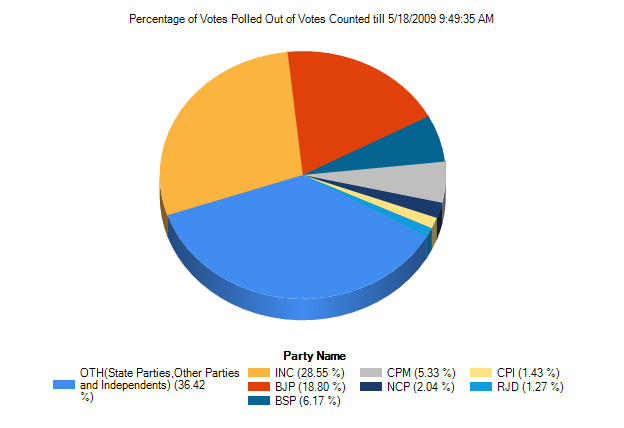 Percentage of Votes Polled Out of Votes Counted till 5/18/2009 9:49:35 AM
Party Name
OTH(State Parties,Other Parties
and Independents) (36.42
%)
INC (28.55 %)
BJP (18.80 %)
BSP (6.17 %)
CPM (5.33 %)
NCP (2.04 %)
CPI (1.43 %)
RJD (1.27 %)